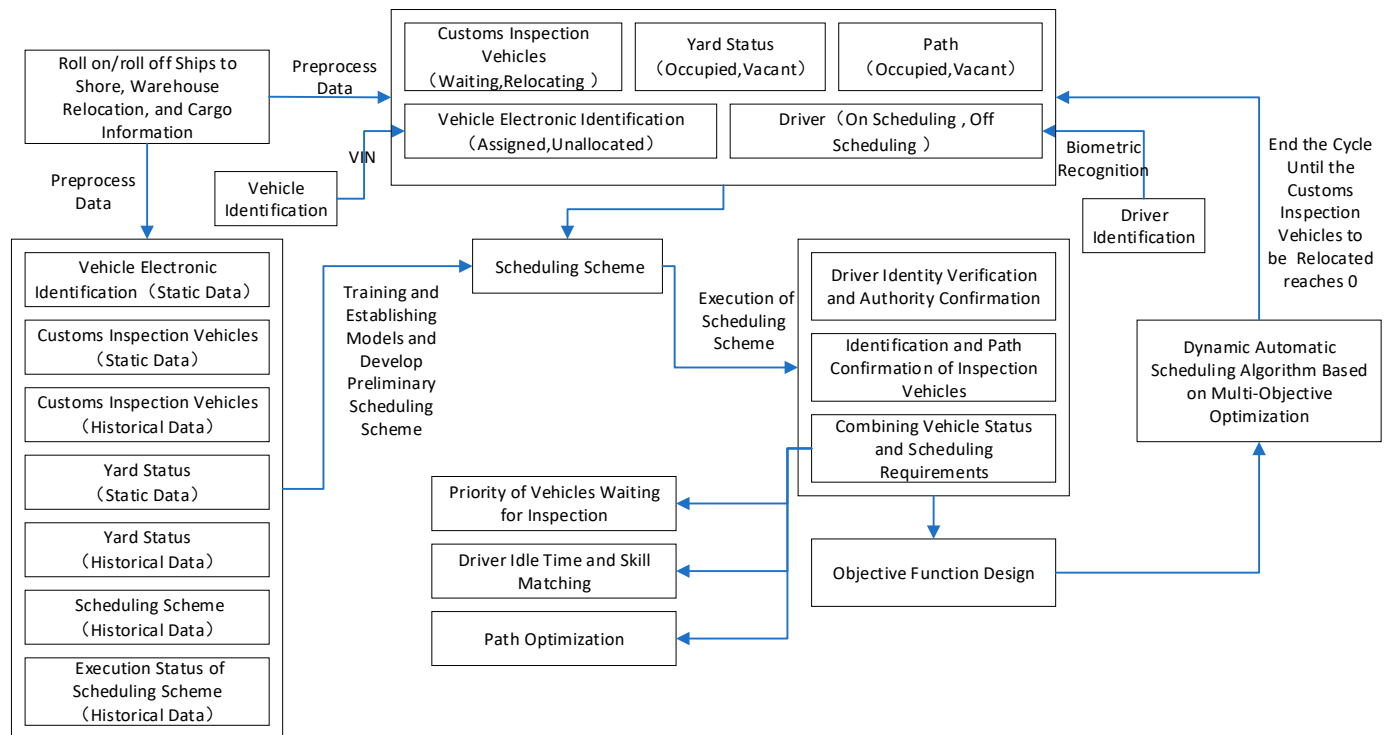 Roll on/roll off Ships to
Shore, Warehouse
Relocation, and Cargo
Information
Preprocess
Data
Customs Inspection
Vehicles
（Waiting,Relocating ）
Yard Status
（Occupied,Vacant）
Path
（Occupied,Vacant）
Vehicle Electronic Identification
（Assigned,Unallocated）
Driver（On Scheduling , Off
Scheduling ）
VIN
Vehicle
Identification
Biometric
Recognition
Driver
Identification
End the Cycle
Until the
Customs
Inspection
Vehicles to
be Relocated
reaches 0
Preprocess
Data
Vehicle Electronic
Identification（Static Data）
Customs Inspection Vehicles
（Static Data）
Customs Inspection Vehicles
（Historical Data）
Yard Status
（Static Data）
Yard Status
（Historical Data）
Scheduling Scheme
（Historical Data）
Execution Status of
Scheduling Scheme
（Historical Data）
Training and
Establishing
Models and
Develop
Preliminary
Scheduling
Scheme
Scheduling Scheme
Execution of
Scheduling
Scheme
Driver Identity Verification
and Authority Confirmation
Identification and Path
Confirmation of Inspection
Vehicles
Combining Vehicle Status
and Scheduling
Requirements
Priority of Vehicles Waiting
for Inspection
Driver Idle Time and Skill
Matching
Path Optimization
Objective Function Design
Dynamic Automatic
Scheduling Algorithm Based
on Multi-Objective
Optimization